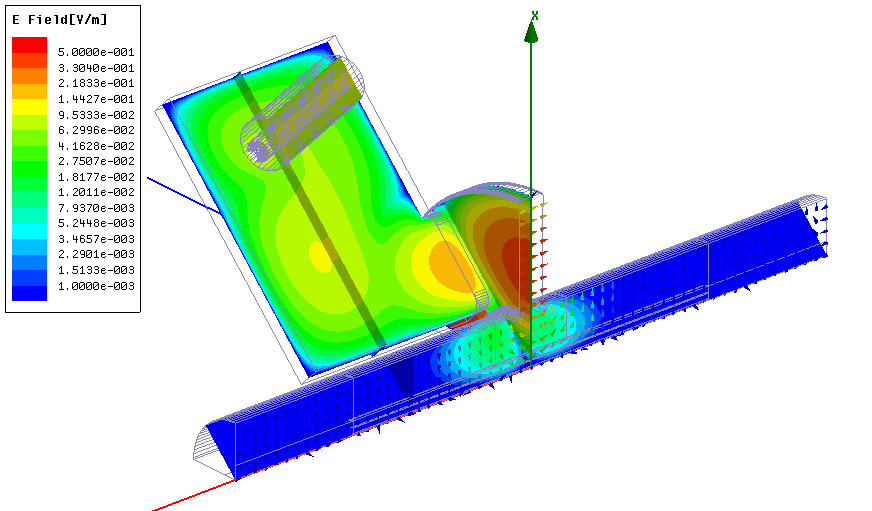 E Field[V/m]
5.0000e-001
3.3040e-001
2.1833e-001
1.4427e-001
9.5333e-002
6.2996e-002
4.1628e-002
2.7507e-002
1.8177e-002
1.2011e-002
7.9370e-003
5.2448e-003
3.4657e-003
2.2901e-003
1.5133e-003
1.0000e-003
X